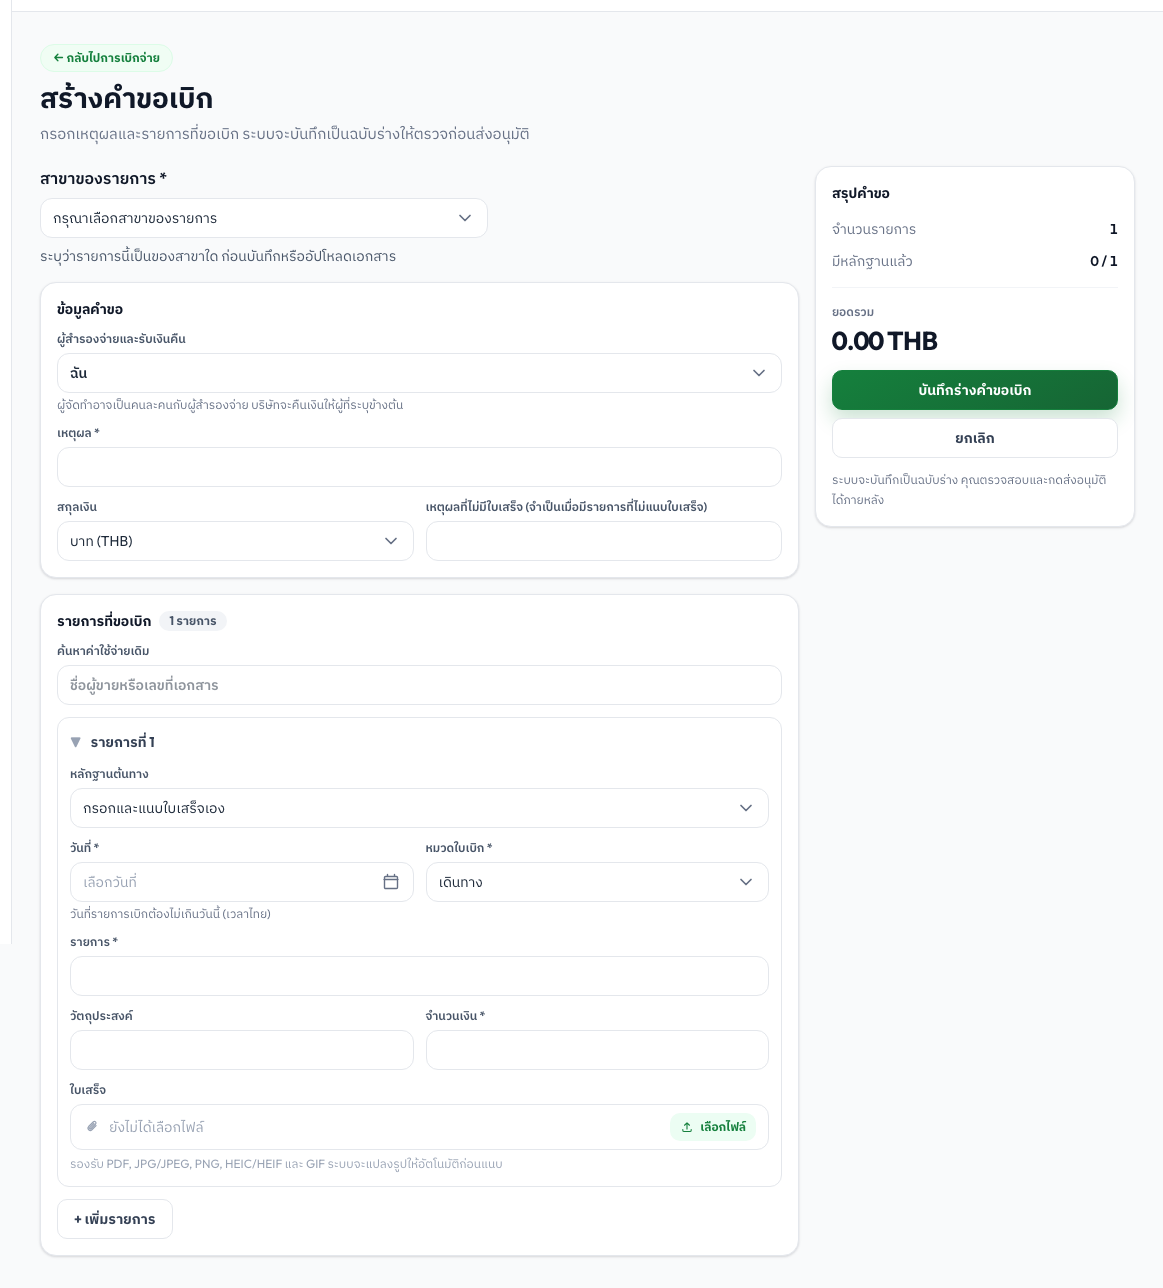 ← กลับไปการเบิกจ่าย
สร้างคำขอเบิก
กรอกเหตุผลและรายการที่ขอเบิก ระบบจะบันทึกเป็นฉบับร่างให้ตรวจก่อนส่งอนุมัติ
สาขาของรายการ *
กรุณาเลือกสาขาของรายการ
ระบุว่ารายการนี้เป็นของสาขาใด ก่อนบันทึกหรืออัปโหลดเอกสาร
ข้อมูลคำขอ
ผู้สำรองจ่ายและรับเงินคืน
ฉัน
ผู้จัดทำอาจเป็นคนละคนกับผู้สำรองจ่าย บริษัทจะคืนเงินให้ผู้ที่ระบุข้างต้น
เหตุผล *
สกุลเงิน
เหตุผลที่ไม่มีใบเสร็จ (จำเป็นเมื่อมีรายการที่ไม่แนบใบเสร็จ)
บาท (THB)
รายการที่ขอเบิก 1 รายการ
ค้นหาค่าใช้จ่ายเดิม
ชื่อผู้ขายหรือเลขที่เอกสาร
▼ รายการที่ 1
หลักฐานต้นทาง
กรอกและแนบใบเสร็จเอง
วันที่ *
หมวดใบเบิก *
เลือกวันที่
เดินทาง
วันที่รายการเบิกต้องไม่เกินวันนี้ (เวลาไทย)
รายการ *
วัตถุประสงค์
จำนวนเงิน *
ใบเสร็จ
ยังไม่ได้เลือกไฟล์
เลือกไฟล์
รองรับ PDF, JPG/JPEG, PNG, HEIC/HEIF และ GIF ระบบจะแปลงรูปให้อัตโนมัติก่อนแนบ
+ เพิ่มรายการ
สรุปคำขอ
จำนวนรายการ 1
มีหลักฐานแล้ว 0 / 1
ยอดรวม
0.00 THB
บันทึกร่างคำขอเบิก
ยกเลิก
ระบบจะบันทึกเป็นฉบับร่าง คุณตรวจสอบและกดส่งอนุมัติ
ได้ภายหลัง